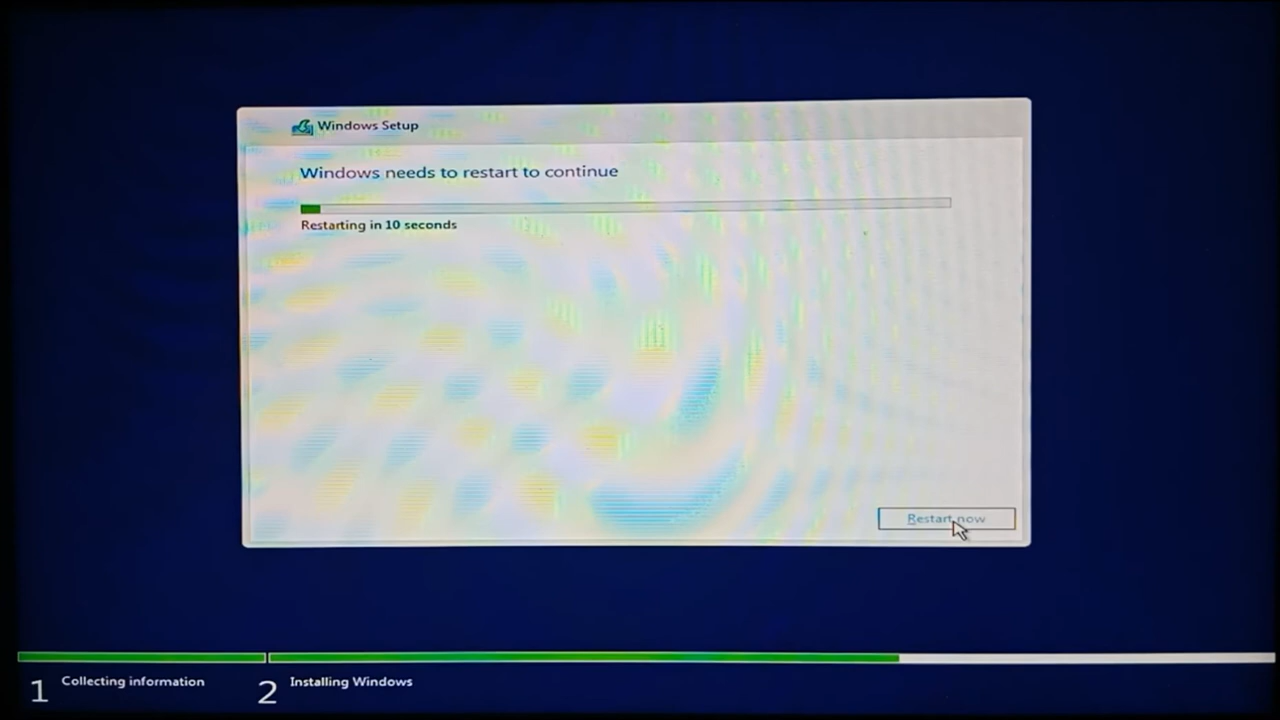 Windows Setup
Windows needs to restart to continue
Restarting in 10 seconds
Restart now
1 Collecting information
2 Installing Windows